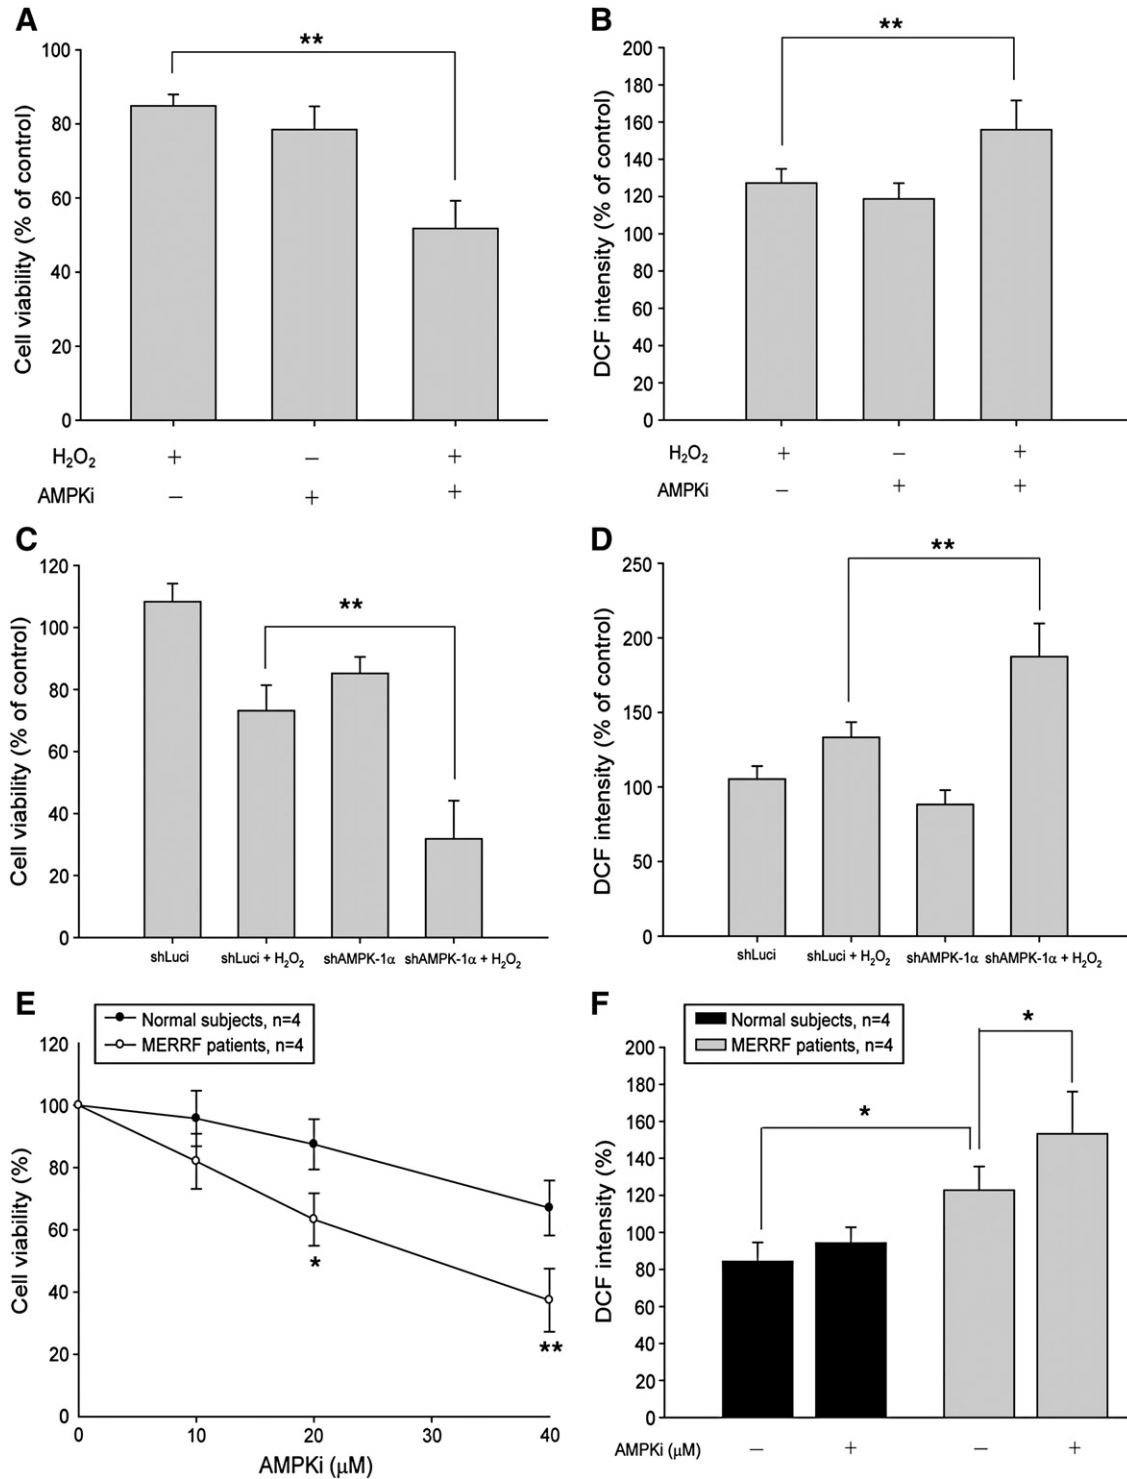 A
**
100
80
60
40
20
0
Cell viability (% of control)
H₂O₂ + – +
AMPKi – + +
B
**
200
180
160
140
120
100
80
60
40
20
0
DCF intensity (% of control)
H₂O₂ + – +
AMPKi – + +
C
**
120
100
80
60
40
20
0
Cell viability (% of control)
shLuci shLuci + H₂O₂ shAMPK-1α shAMPK-1α + H₂O₂
D
**
250
200
150
100
50
0
DCF intensity (% of control)
shLuci shLuci + H₂O₂ shAMPK-1α shAMPK-1α + H₂O₂
E
Normal subjects, n=4
MERRF patients, n=4
120
100
80
60
40
20
0
Cell viability (%)
*
**
0 10 20 30 40
AMPKi (μM)
F
Normal subjects, n=4
MERRF patients, n=4
*
*
200
180
160
140
120
100
80
60
40
20
0
DCF intensity (%)
AMPKi (μM) – + – +